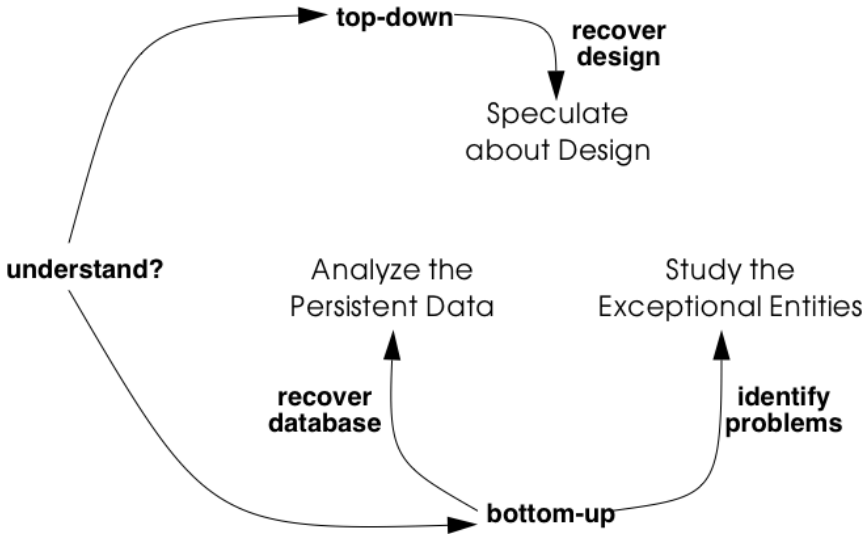 top-down
recover
design
Speculate
about Design
understand?
Analyze the
Persistent Data
Study the
Exceptional Entities
recover
database
identify
problems
bottom-up